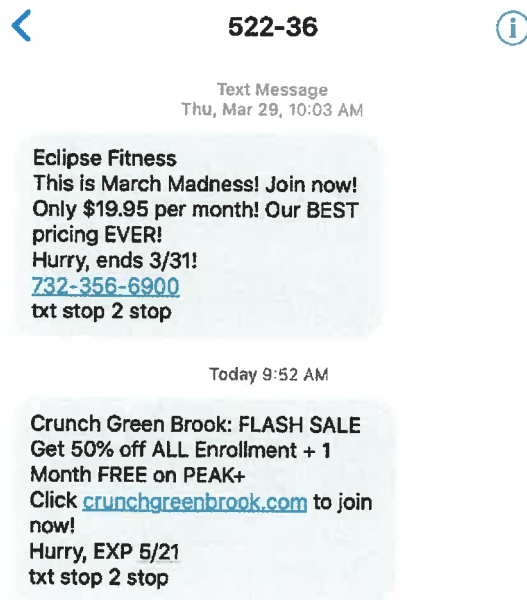 522-36
Text Message
Thu, Mar 29, 10:03 AM
Eclipse Fitness
This is March Madness! Join now!
Only $19.95 per month! Our BEST
pricing EVER!
Hurry, ends 3/31!
732-356-6900
txt stop 2 stop
Today 9:52 AM
Crunch Green Brook: FLASH SALE
Get 50% off ALL Enrollment + 1
Month FREE on PEAK+
Click crunchgreenbrook.com to join
now!
Hurry, EXP 5/21
txt stop 2 stop